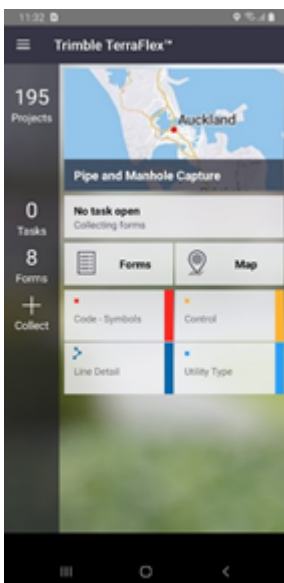 11:32
Trimble TerraFlex™
195
Projects
Auckland
Pipe and Manhole Capture
0
Tasks
No task open
Collecting forms
8
Forms
Forms
Map
Collect
Code - Symbols
Control
Line Detail
Utility Type